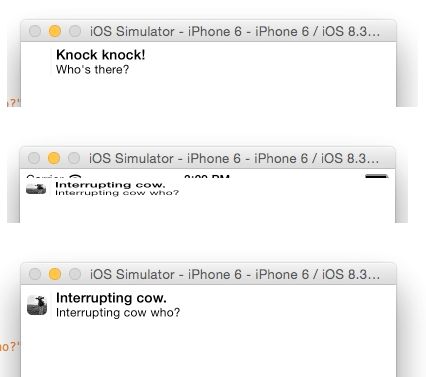 iOS Simulator - iPhone 6 - iPhone 6 / iOS 8.3...
Knock knock!
Who's there?
?"
iOS Simulator - iPhone 6 - iPhone 6 / iOS 8.3...
Interrupting cow.
Interrupting cow who?
iOS Simulator - iPhone 6 - iPhone 6 / iOS 8.3...
Interrupting cow.
Interrupting cow who?
o?"